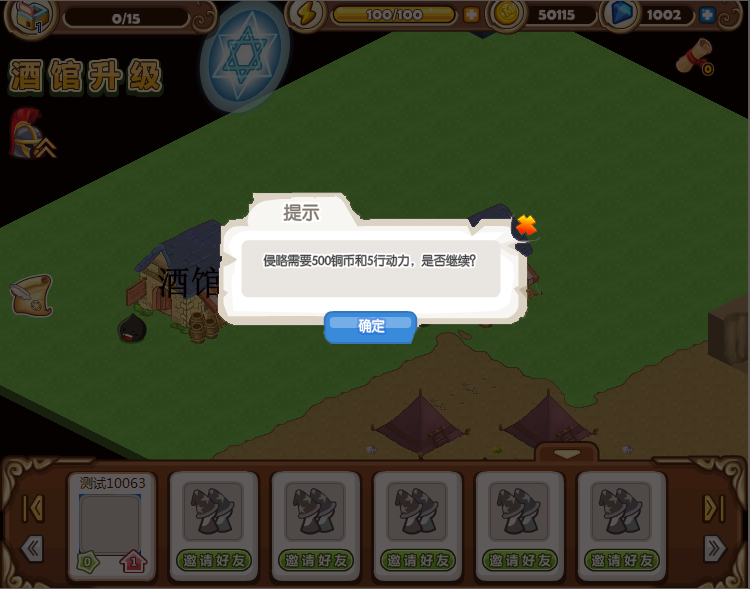 1
0/15
100/100
50115
1002
酒馆升级
0
提示
侵略需要500铜币和5行动力，是否继续？
酒馆
确定
测试10063
0
1
邀请好友
邀请好友
邀请好友
邀请好友
邀请好友